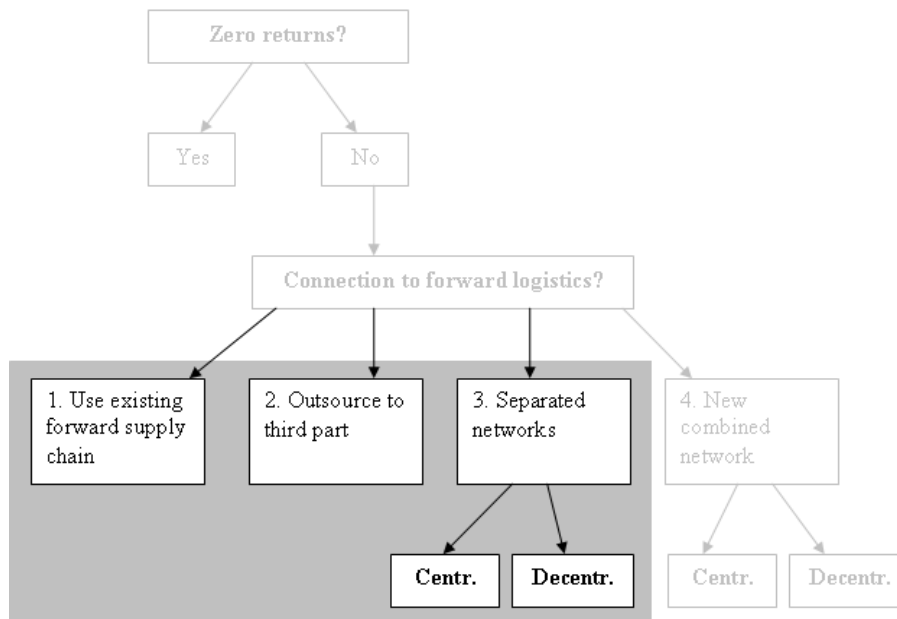 Zero returns?
Yes
No
Connection to forward logistics?
1. Use existing
forward supply
chain
2. Outsource to
third part
3. Separated
networks
4. New
combined
network
Centr.
Decentr.
Centr.
Decentr.